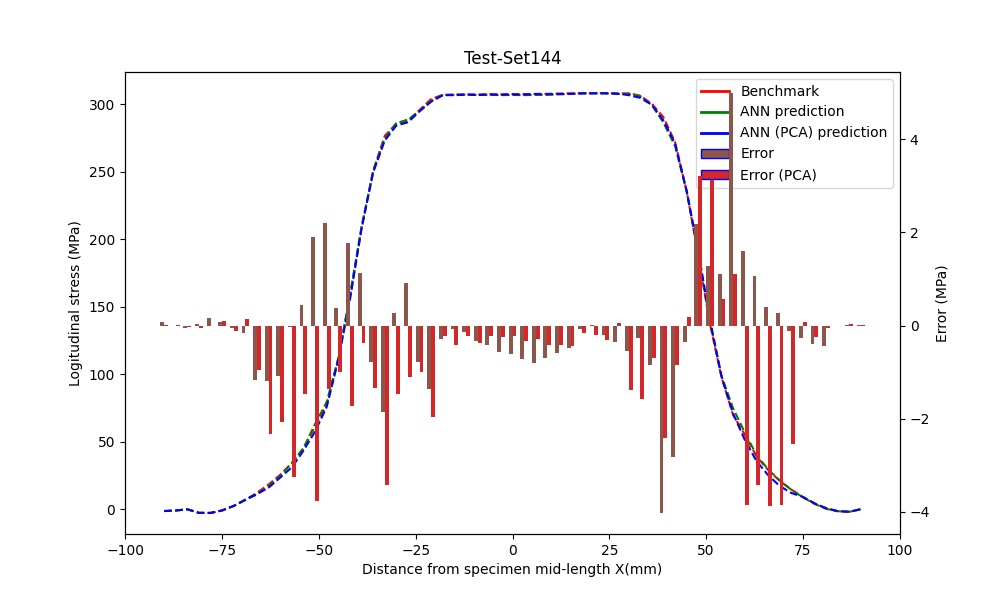 Test-Set144
Benchmark
ANN prediction
ANN (PCA) prediction
Error
Error (PCA)
Logitudinal stress (MPa)
300
250
200
150
100
50
0
4
2
0
−2
−4
Error (MPa)
−100 −75 −50 −25 0 25 50 75 100
Distance from specimen mid-length X(mm)